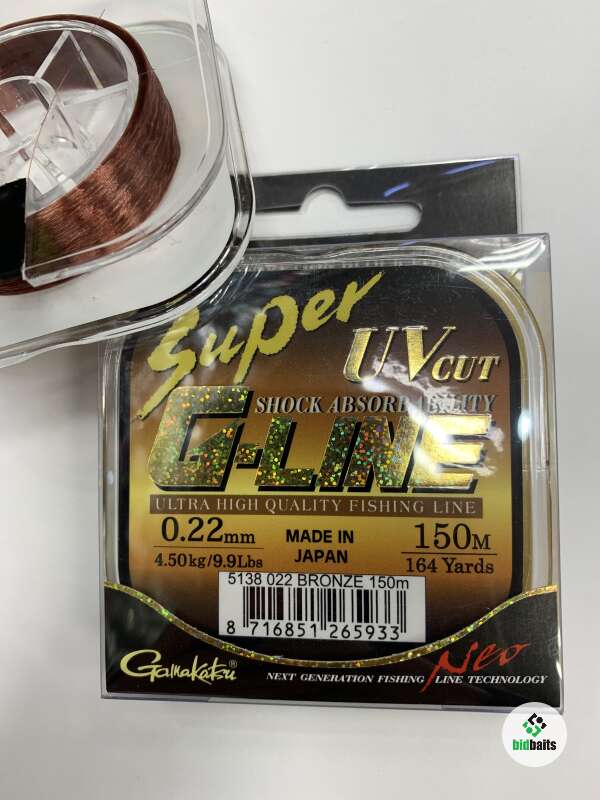 Super
UV CUT
SHOCK ABSORB ABILITY
G-LINE
ULTRA HIGH QUALITY FISHING LINE
0.22mm
4.50kg/9.9Lbs
MADE IN
JAPAN
150M
164 Yards
5138 022 BRONZE 150m
8 716851 265933
Gamakatsu®
Neo
NEXT GENERATION FISHING LINE TECHNOLOGY
bidbaits